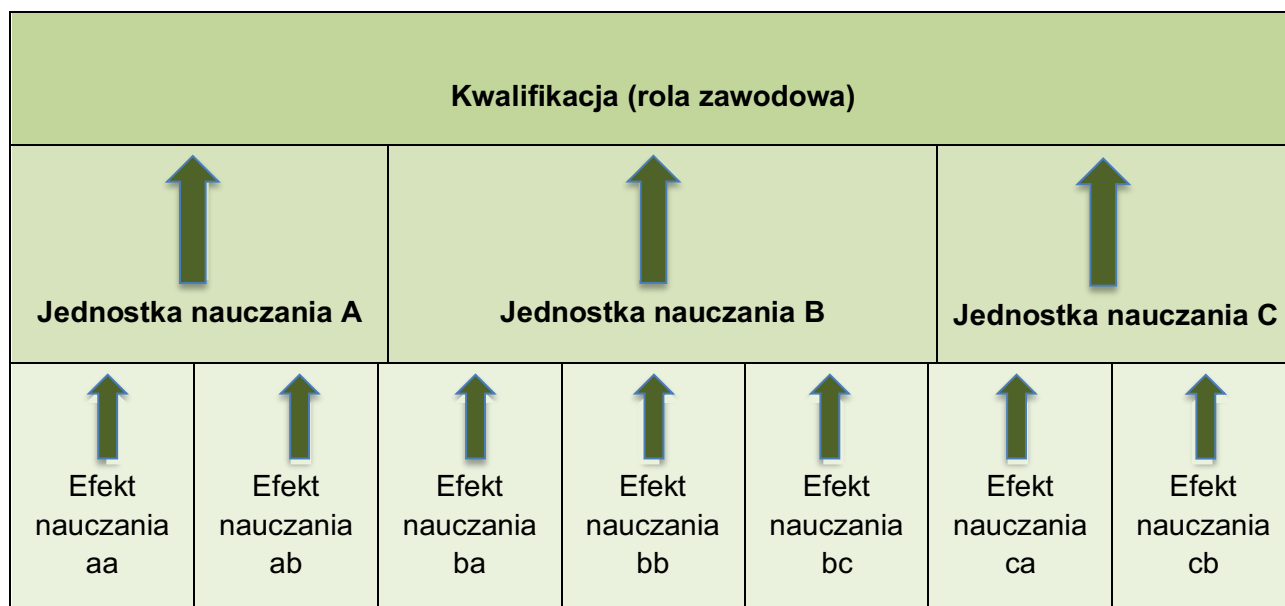 Kwalifikacja (rola zawodowa)
Jednostka nauczania A
Jednostka nauczania B
Jednostka nauczania C
Efekt
nauczania
aa
Efekt
nauczania
ab
Efekt
nauczania
ba
Efekt
nauczania
bb
Efekt
nauczania
bc
Efekt
nauczania
ca
Efekt
nauczania
cb